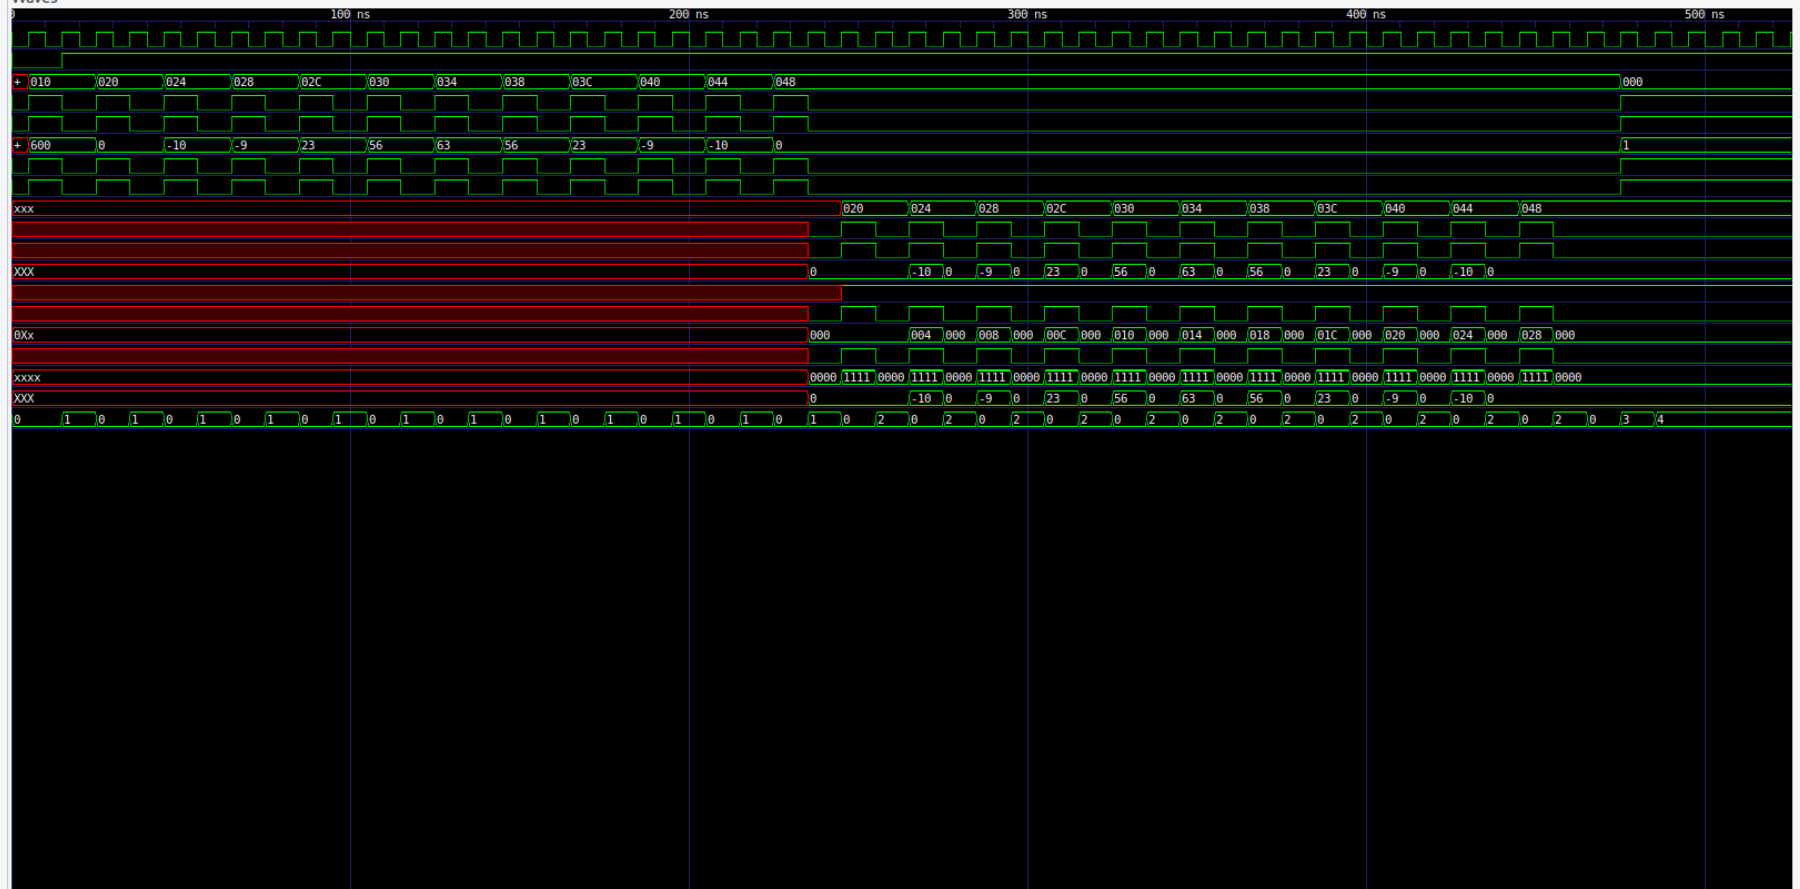 Waves
0 100 ns 200 ns 300 ns 400 ns 500 ns
+ 010 020 024 028 02C 030 034 038 03C 040 044 048 000
+ 600 0 -10 -9 23 56 63 56 23 -9 -10 0 1
xxx 020 024 028 02C 030 034 038 03C 040 044 048
XXX 0 -10 0 -9 0 23 0 56 0 63 0 56 0 23 0 -9 0 -10 0
0Xx 000 004 000 008 000 00C 000 010 000 014 000 018 000 01C 000 020 000 024 000 028 000
xxxx 0000 1111 0000 1111 0000 1111 0000 1111 0000 1111 0000 1111 0000 1111 0000 1111 0000 1111 0000 1111 0000 1111 0000
XXX 0 -10 0 -9 0 23 0 56 0 63 0 56 0 23 0 -9 0 -10 0
0 1 0 1 0 1 0 1 0 1 0 1 0 1 0 1 0 1 0 1 0 1 0 1 0 2 0 2 0 2 0 2 0 2 0 2 0 2 0 2 0 2 0 2 0 2 0 3 4